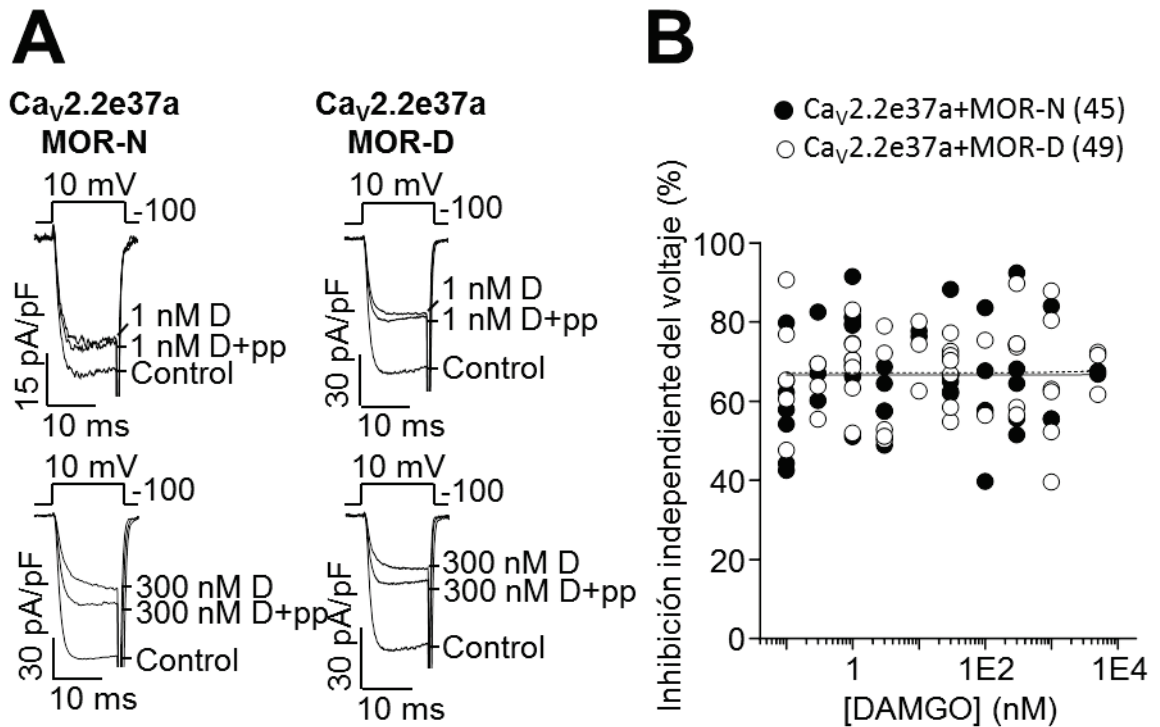 A
Ca_V2.2e37a
MOR-N
10 mV
-100
1 nM D
1 nM D+pp
Control
15 pA/pF
10 ms
Ca_V2.2e37a
MOR-D
10 mV
-100
1 nM D
1 nM D+pp
Control
30 pA/pF
10 ms
10 mV
-100
300 nM D
300 nM D+pp
Control
30 pA/pF
10 ms
10 mV
-100
300 nM D
300 nM D+pp
Control
30 pA/pF
10 ms
B
Ca_V2.2e37a+MOR-N (45)
Ca_V2.2e37a+MOR-D (49)
Inhibición independiente del voltaje (%)
100
80
60
40
20
0
1
1E2
1E4
[DAMGO] (nM)